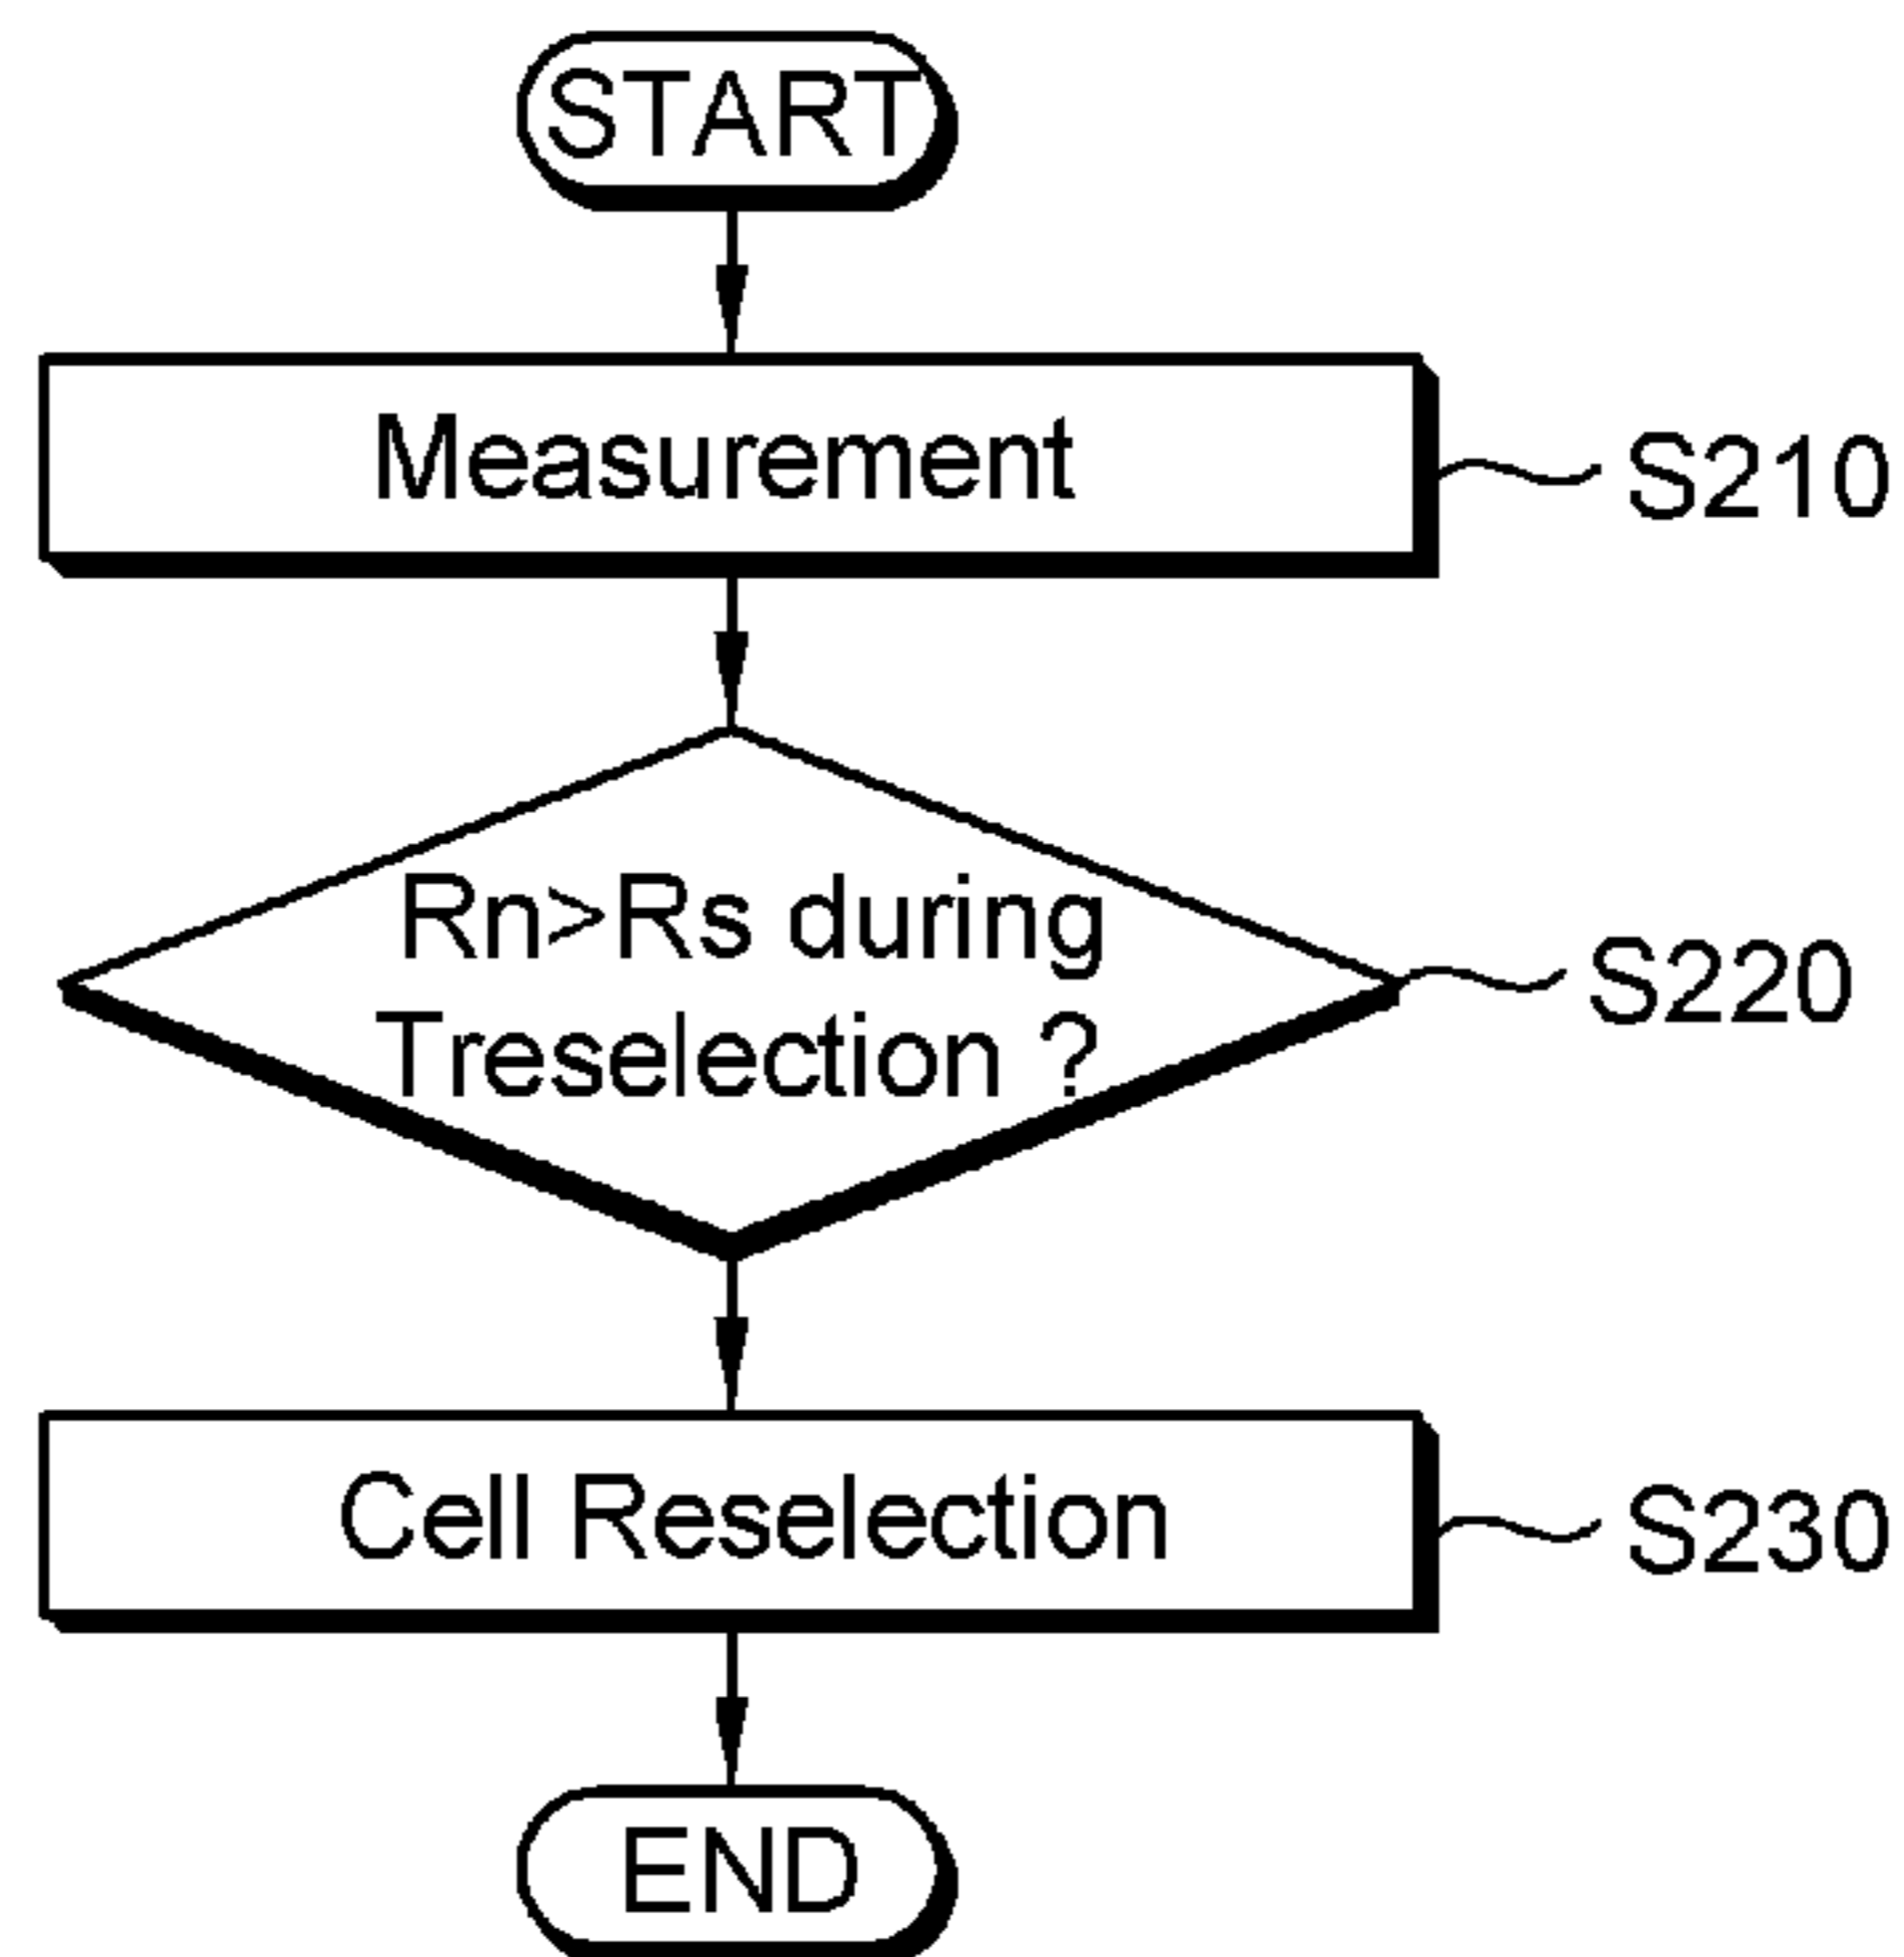 START
Measurement
S210
Rn>Rs during
Treselection ?
S220
Cell Reselection
S230
END